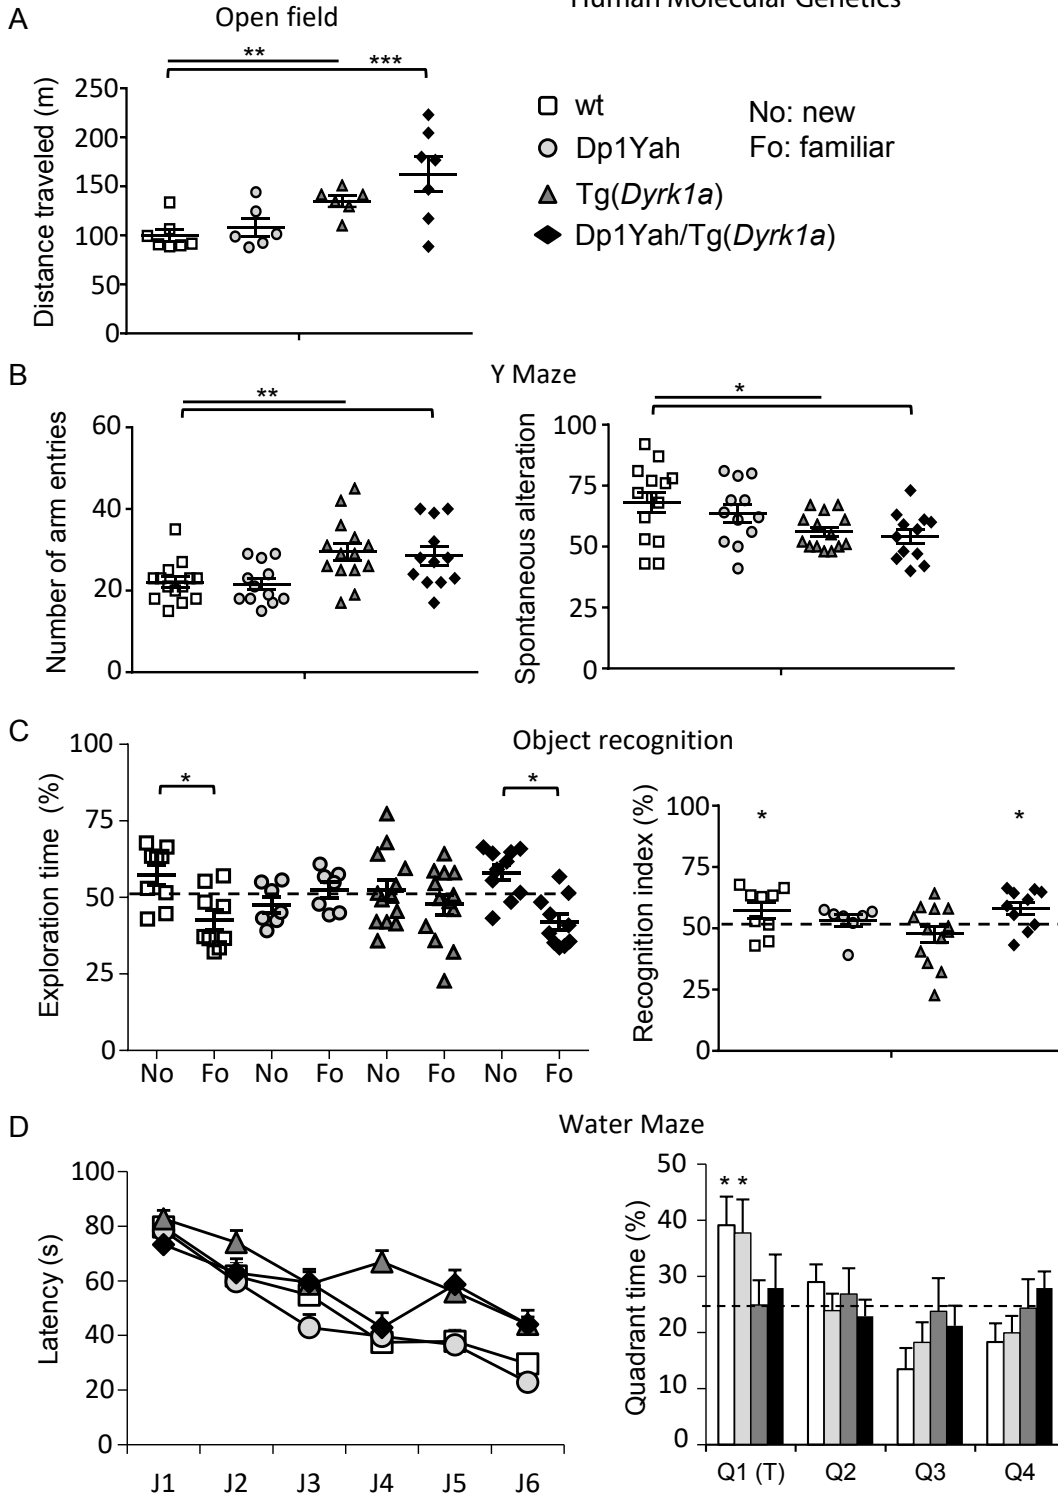 Human Molecular Genetics
A
Open field
** ***
Distance traveled (m)
250
200
150
100
50
0
wt
Dp1Yah
Tg(Dyrk1a)
Dp1Yah/Tg(Dyrk1a)
No: new
Fo: familiar
B
Y Maze
**
Number of arm entries
60
40
20
0
*
Spontaneous alteration
100
75
50
25
0
C
Object recognition
* *
Exploration time (%)
100
75
50
25
0
No Fo No Fo No Fo No Fo
* *
Recognition index (%)
100
75
50
25
0
D
Water Maze
Latency (s)
100
80
60
40
20
0
J1 J2 J3 J4 J5 J6
* *
Quadrant time (%)
50
40
30
20
10
0
Q1 (T) Q2 Q3 Q4